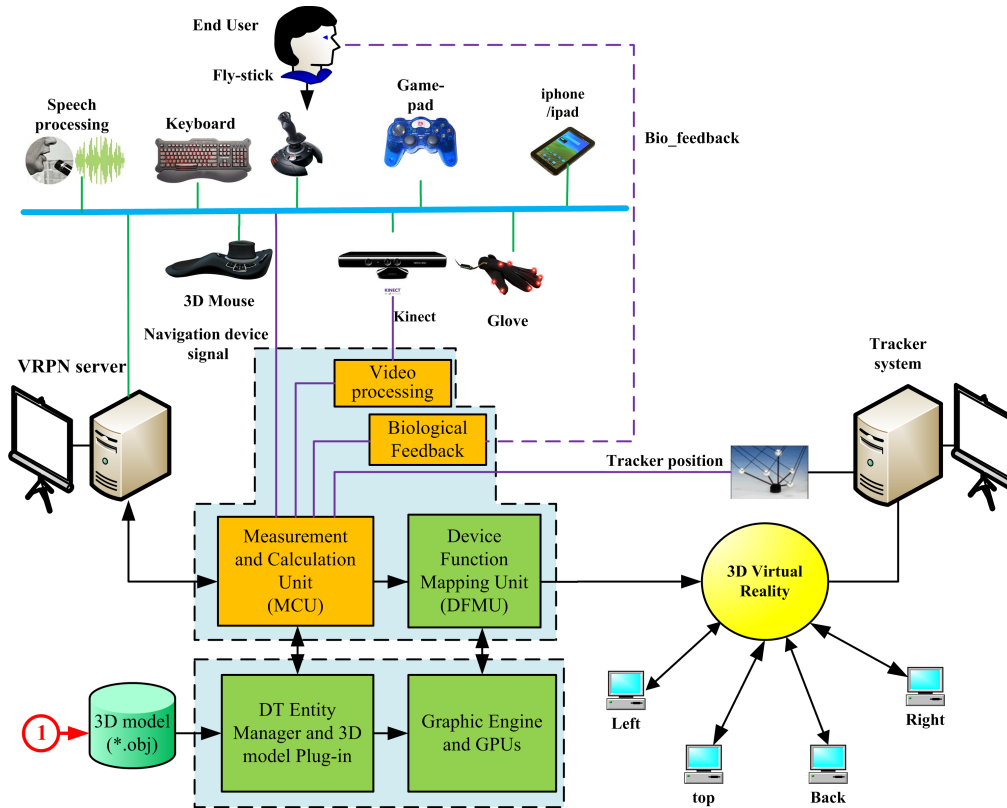 End User
Fly-stick
Game-
pad
iphone
/ipad
Speech
processing
Keyboard
Bio_feedback
3D Mouse
KINECT
Kinect
Glove
Navigation device
signal
VRPN server
Tracker
system
Video
processing
Biological
Feedback
Tracker position
Measurement
and Calculation
Unit
(MCU)
Device
Function
Mapping Unit
(DFMU)
3D Virtual
Reality
Left
Right
top
Back
1
3D model
(*.obj)
DT Entity
Manager and 3D
model Plug-in
Graphic Engine
and GPUs